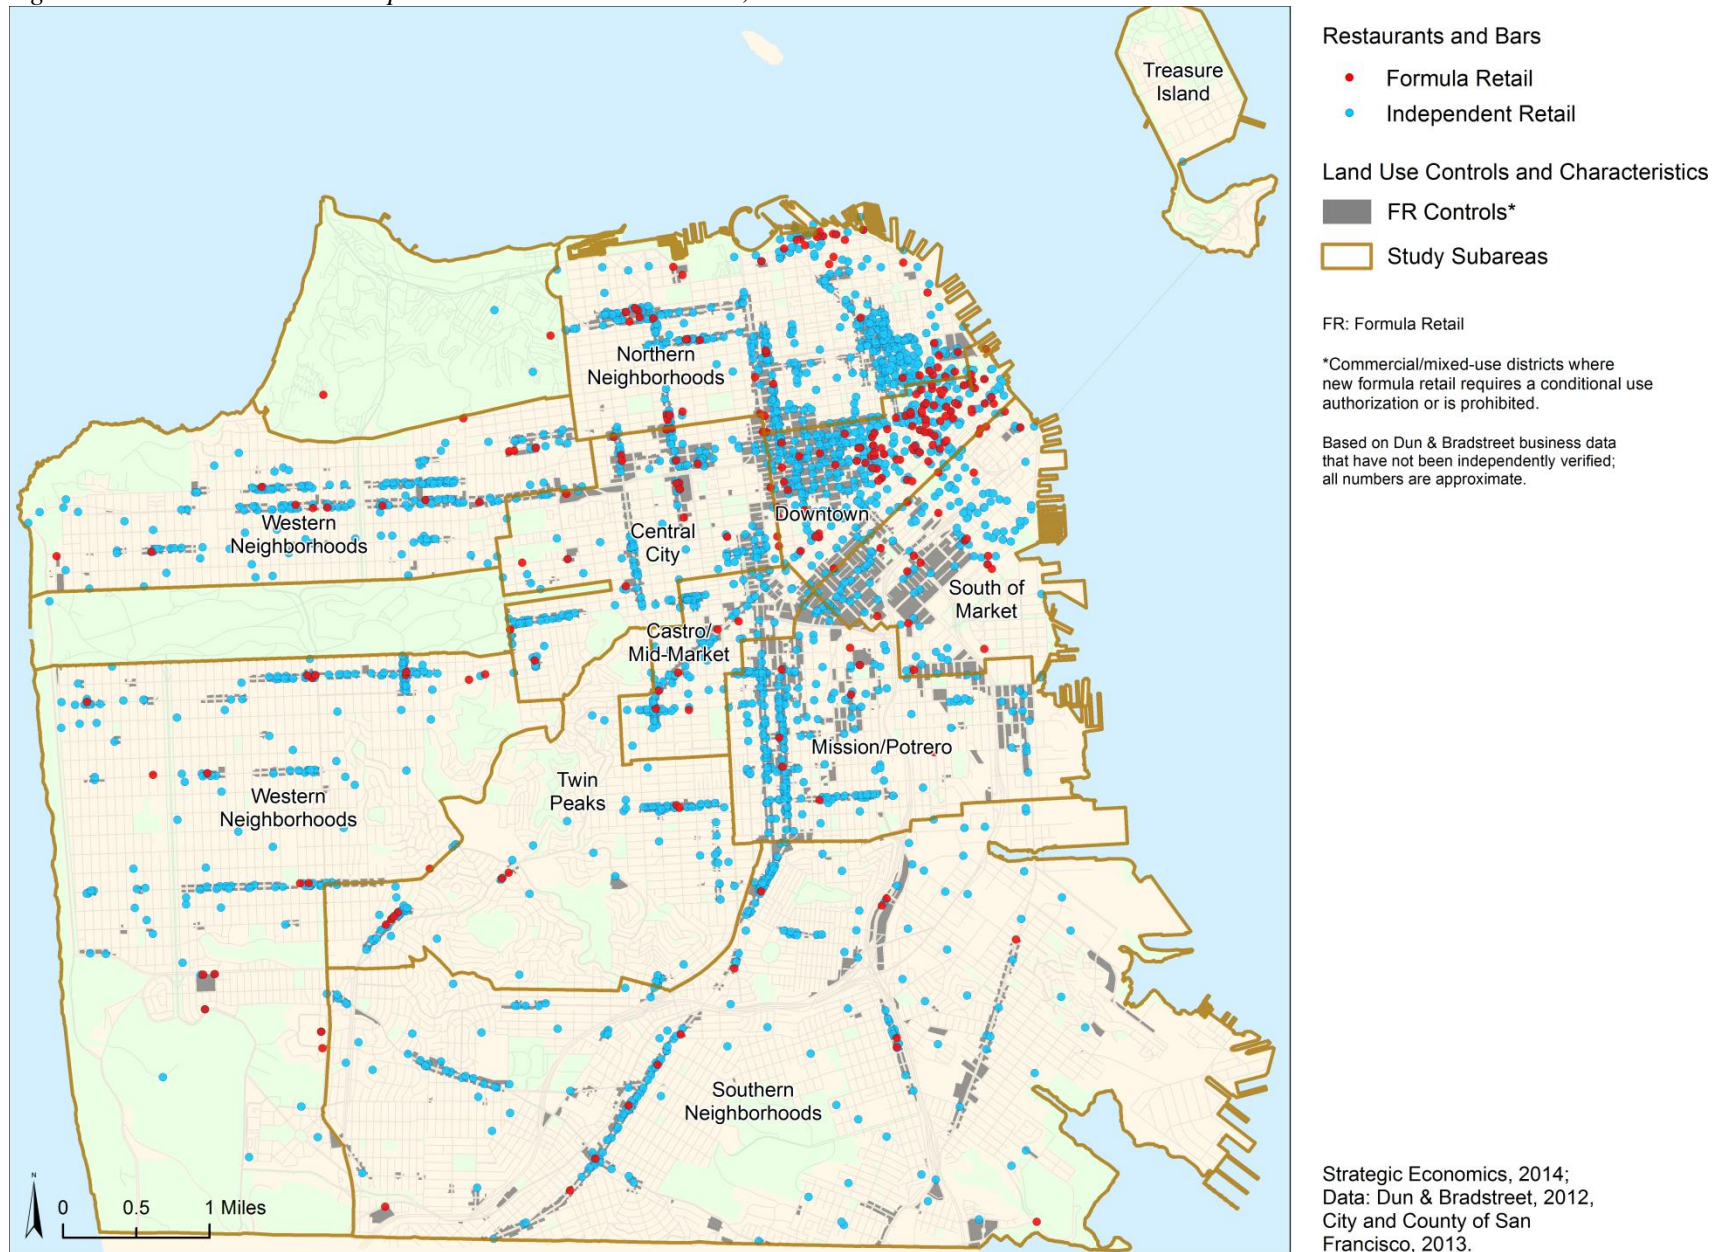 Treasure
Island
Northern
Neighborhoods
Western
Neighborhoods
Central
City
Downtown
South of
Market
Castro/
Mid-Market
Mission/Potrero
Twin
Peaks
Western
Neighborhoods
Southern
Neighborhoods
N
0 0.5 1 Miles
Restaurants and Bars
Formula Retail
Independent Retail
Land Use Controls and Characteristics
FR Controls*
Study Subareas
FR: Formula Retail
*Commercial/mixed-use districts where
new formula retail requires a conditional use
authorization or is prohibited.
Based on Dun & Bradstreet business data
that have not been independently verified;
all numbers are approximate.
Strategic Economics, 2014;
Data: Dun & Bradstreet, 2012,
City and County of San
Francisco, 2013.